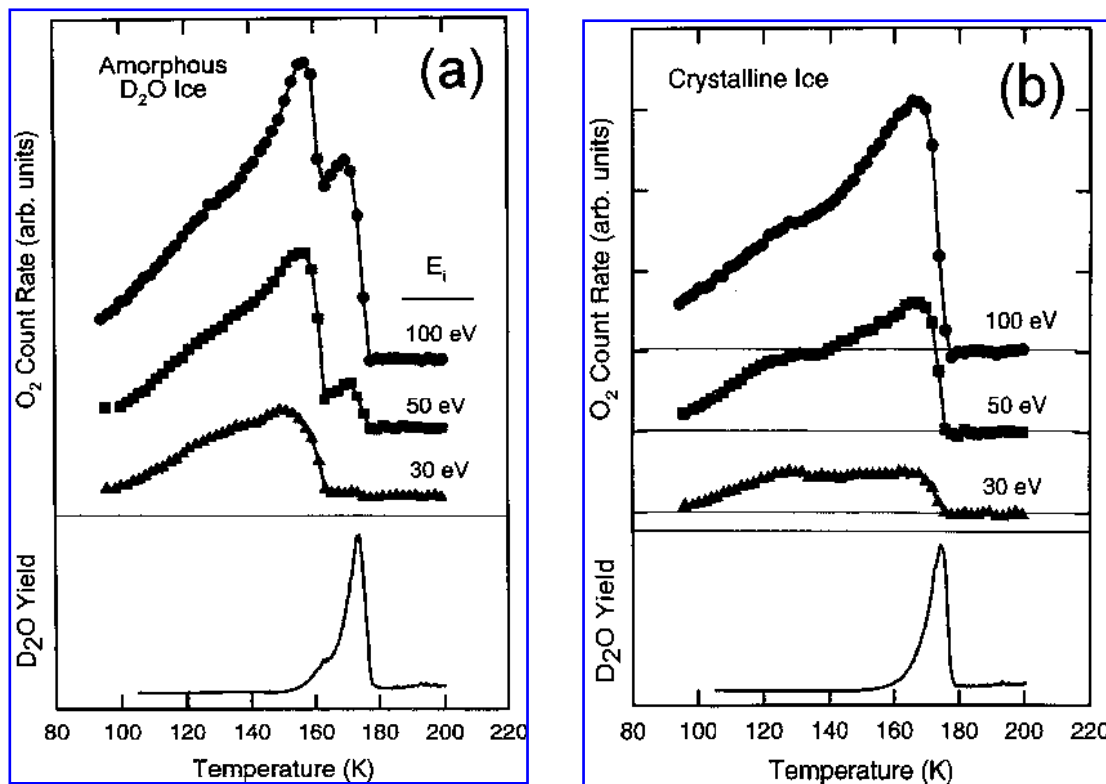 (a)
Amorphous
D₂O Ice
O₂ Count Rate (arb. units)
E_i
100 eV
50 eV
30 eV
D₂O Yield
80 100 120 140 160 180 200 220
Temperature (K)
(b)
Crystalline Ice
O₂ Count Rate (arb. units)
100 eV
50 eV
30 eV
D₂O Yield
80 100 120 140 160 180 200 220
Temperature (K)